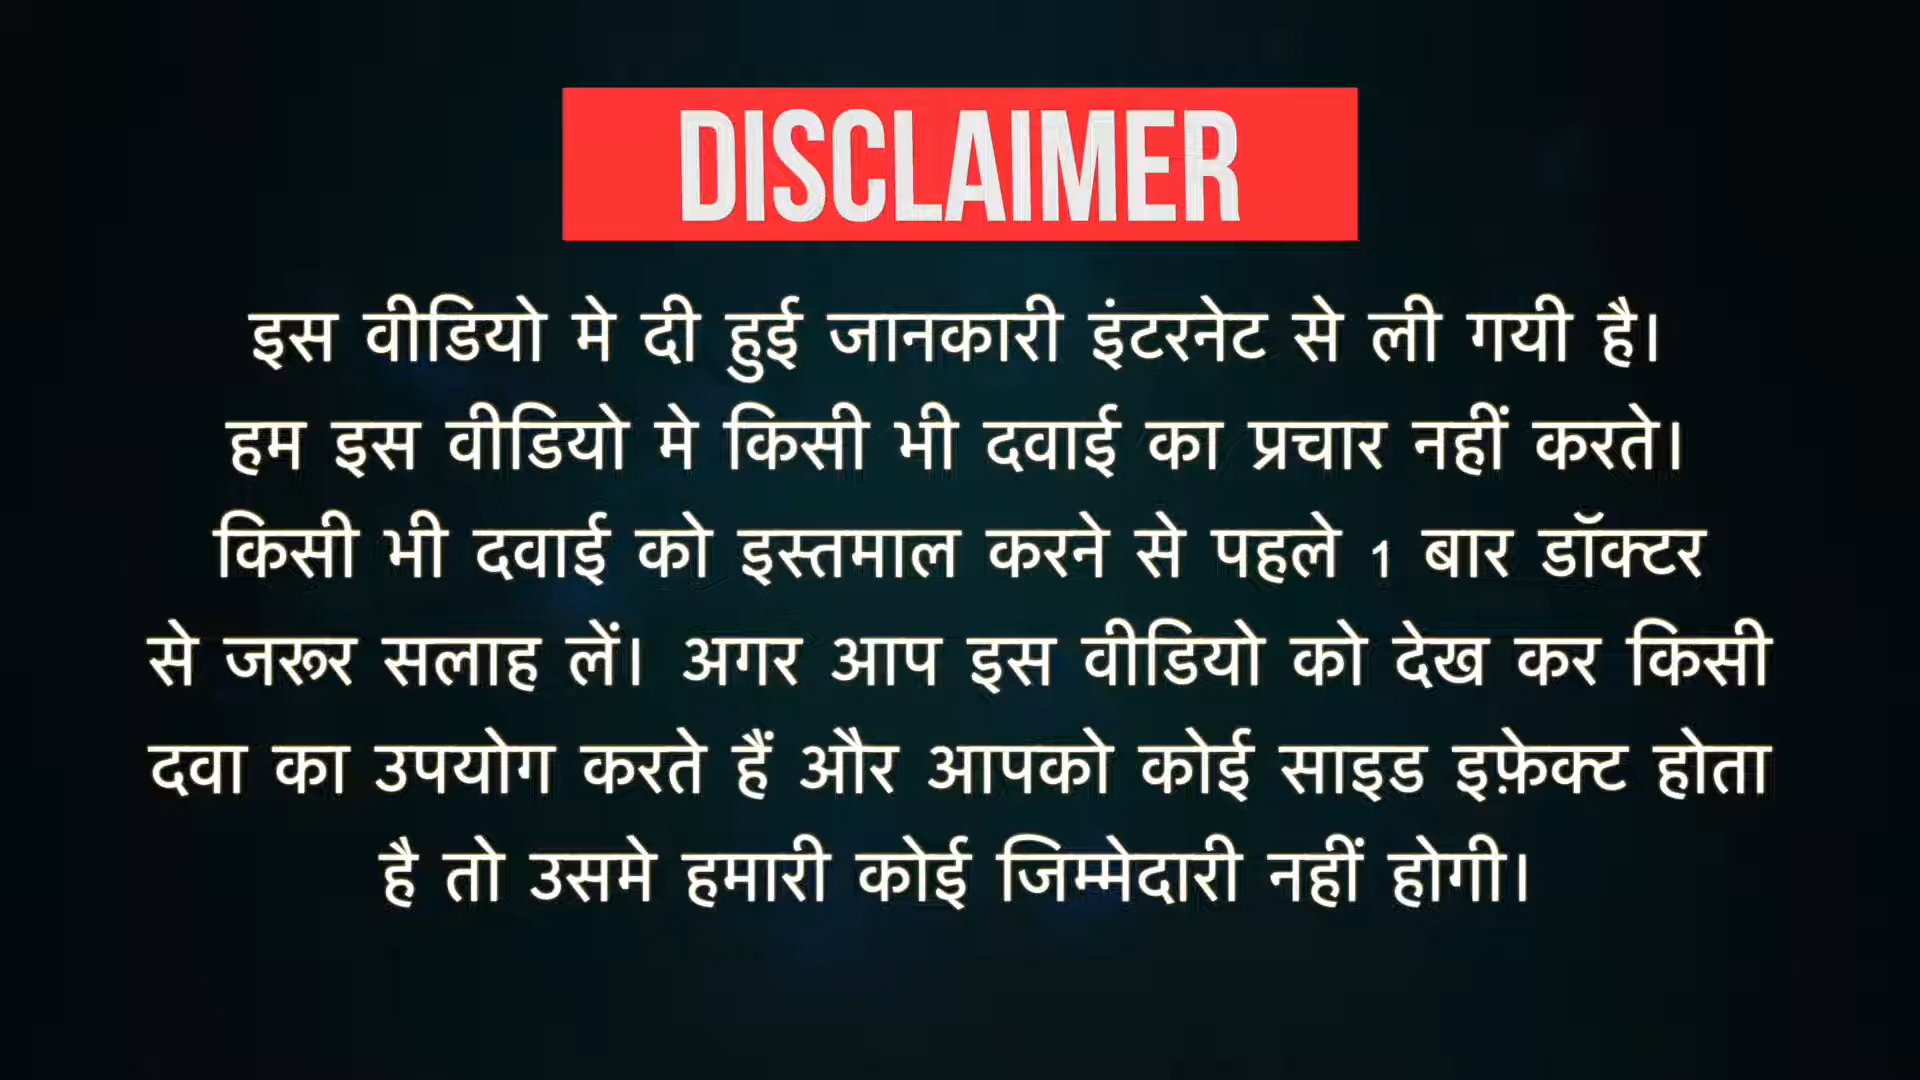 DISCLAIMER
इस वीडियो मे दी हुई जानकारी इंटरनेट से ली गयी है।
हम इस वीडियो मे किसी भी दवाई का प्रचार नहीं करते।
किसी भी दवाई को इस्तमाल करने से पहले 1 बार डॉक्टर
से जरूर सलाह लें। अगर आप इस वीडियो को देख कर किसी
दवा का उपयोग करते हैं और आपको कोई साइड इफ़ेक्ट होता
है तो उसमे हमारी कोई जिम्मेदारी नहीं होगी।